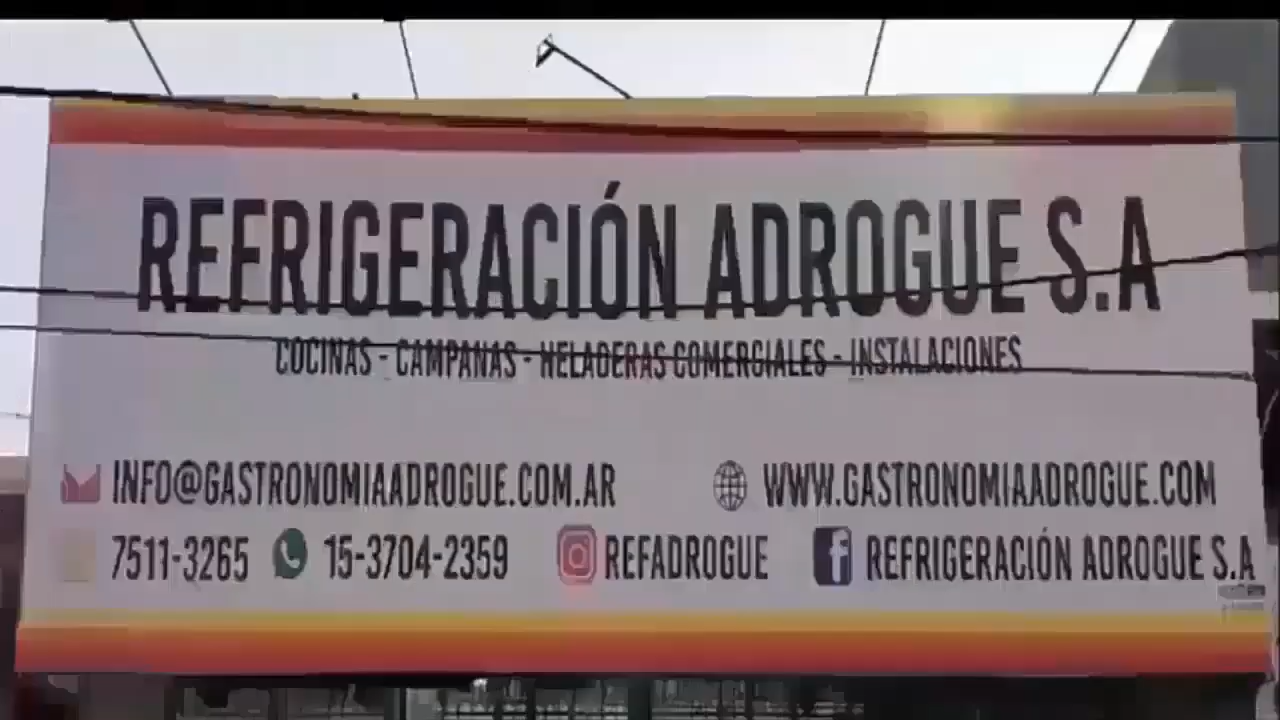 REFRIGERACIÓN ADROGUE S.A
COCINAS - CAMPANAS - HELADERAS COMERCIALES - INSTALACIONES
INFO@GASTRONOMIAADROGUE.COM.AR WWW.GASTRONOMIAADROGUE.COM
7511-3265 15-3704-2359 REFADROGUE f REFRIGERACIÓN ADROGUE S.A